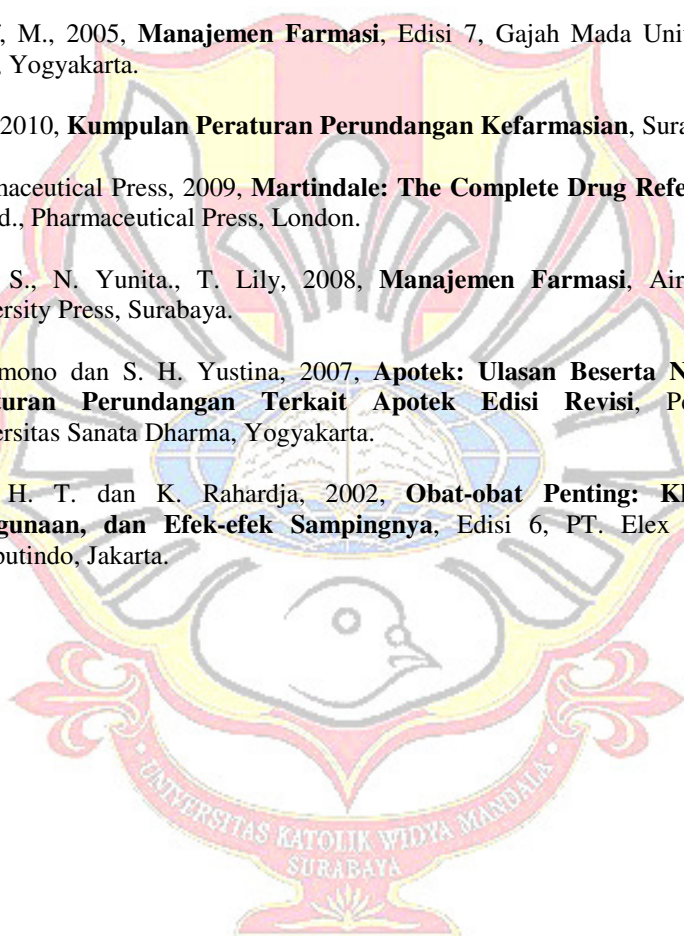 , M., 2005, Manajemen Farmasi, Edisi 7, Gajah Mada Univ
, Yogyakarta.
2010, Kumpulan Peraturan Perundangan Kefarmasian, Sura
maceutical Press, 2009, Martindale: The Complete Drug Refe
d., Pharmaceutical Press, London.
S., N. Yunita., T. Lily, 2008, Manajemen Farmasi, Air
ersity Press, Surabaya.
mono dan S. H. Yustina, 2007, Apotek: Ulasan Beserta N
turan Perundangan Terkait Apotek Edisi Revisi, Pe
ersitas Sanata Dharma, Yogyakarta.
H. T. dan K. Rahardja, 2002, Obat-obat Penting: Kh
gunaan, dan Efek-efek Sampingnya, Edisi 6, PT. Elex
outindo, Jakarta.
UNIVERSITAS KATOLIK WIDYA MANDALA
SURABAYA